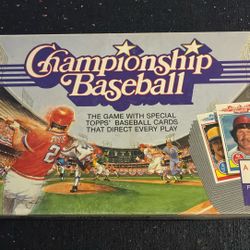 Championship
Baseball
THE GAME WITH SPECIAL
TOPPS® BASEBALL CARDS
THAT DIRECT EVERY PLAY